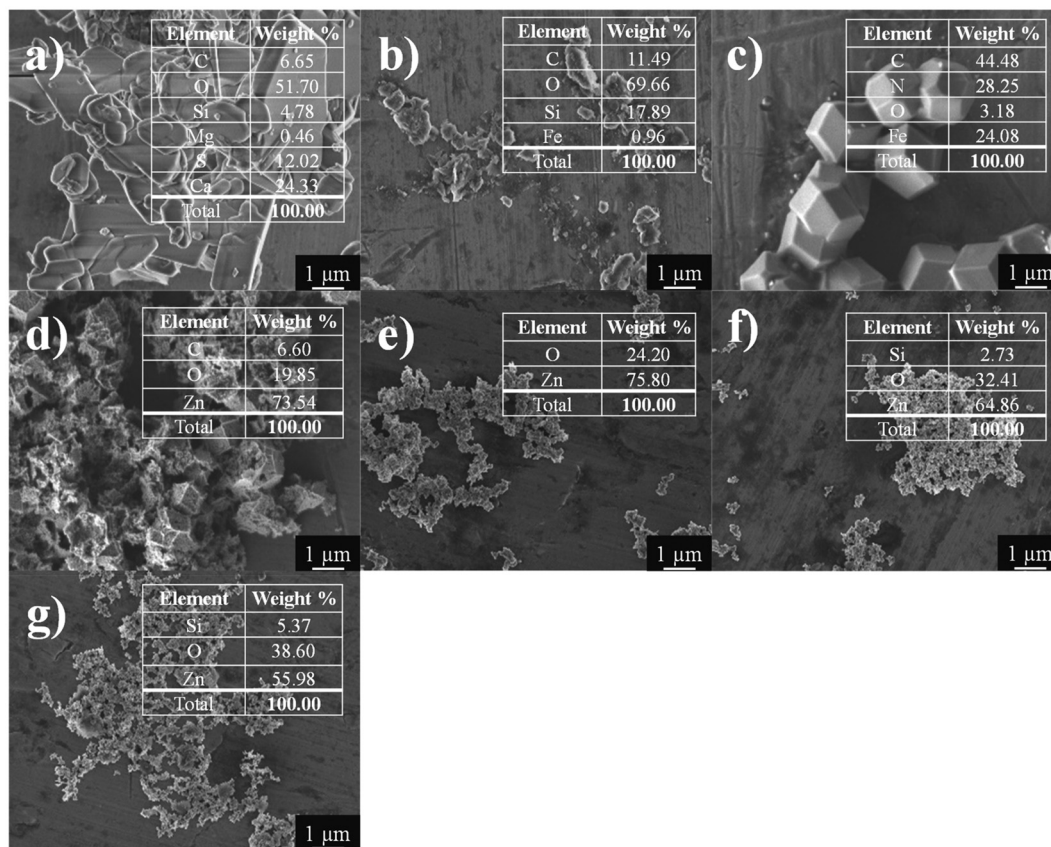 a)
Element Weight %
C 6.65
O 51.70
Si 4.78
Mg 0.46
S 12.02
Ca 24.33
Total 100.00
1 µm
b)
Element Weight %
C 11.49
O 69.66
Si 17.89
Fe 0.96
Total 100.00
1 µm
c)
Element Weight %
C 44.48
N 28.25
O 3.18
Fe 24.08
Total 100.00
1 µm
d)
Element Weight %
C 6.60
O 19.85
Zn 73.54
Total 100.00
1 µm
e)
Element Weight %
O 24.20
Zn 75.80
Total 100.00
1 µm
f)
Element Weight %
Si 2.73
O 32.41
Zn 64.86
Total 100.00
1 µm
g)
Element Weight %
Si 5.37
O 38.60
Zn 55.98
Total 100.00
1 µm